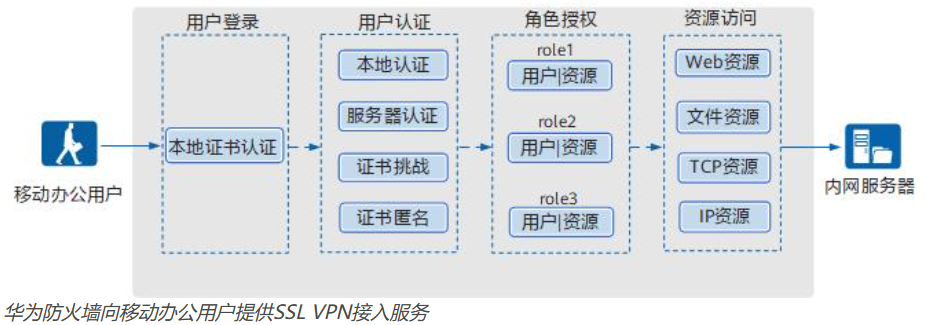 用户登录
用户认证
角色授权
资源访问
本地证书认证
本地认证
服务器认证
证书挑战
证书匿名
role1
用户|资源
role2
用户|资源
role3
用户|资源
Web资源
文件资源
TCP资源
IP资源
移动办公用户
内网服务器
华为防火墙向移动办公用户提供SSL VPN接入服务